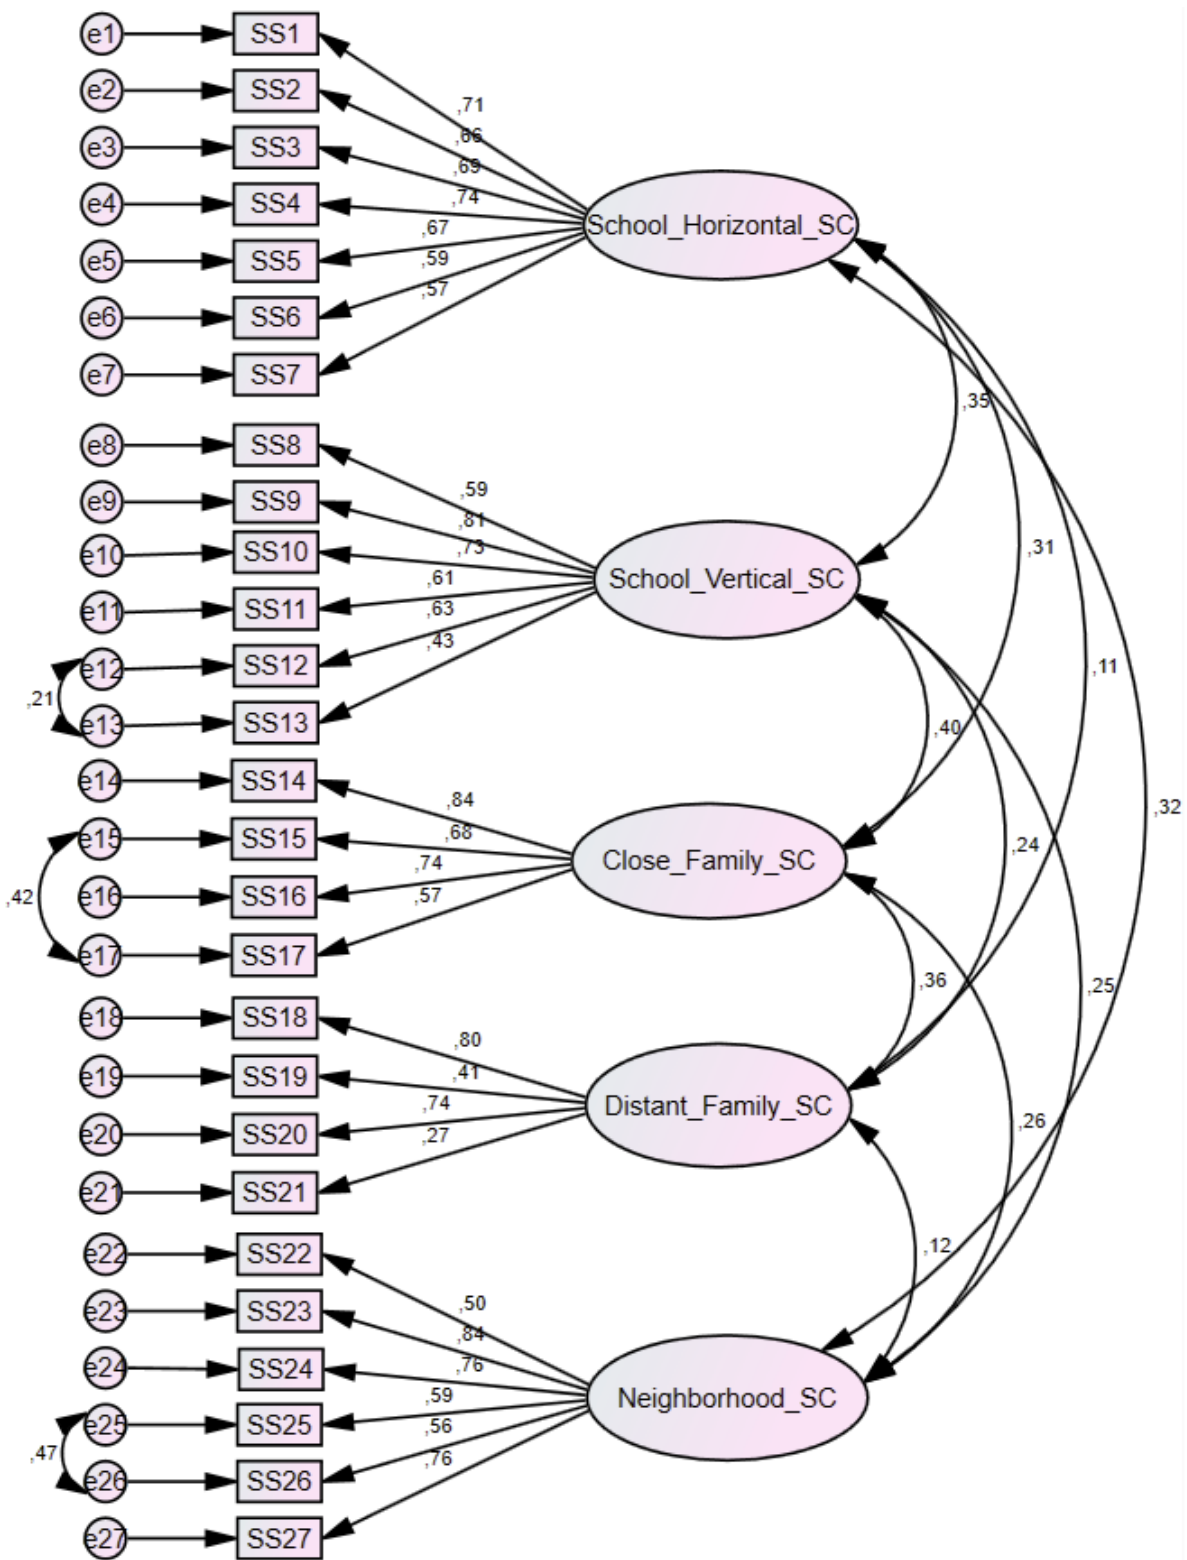 e1 SS1
e2 SS2
,71
e3 SS3
,66
,69
e4 SS4
,74
School_Horizontal_SC
,67
e5 SS5
,59
,57
e6 SS6
e7 SS7
,35
e8 SS8
,59
e9 SS9
,81
e10 SS10
,73
,31
,61
School_Vertical_SC
e11 SS11
,63
,43
e12 SS12
,11
,21
e13 SS13
,40
e14 SS14
,84
,32
e15 SS15
,68
,24
,74
Close_Family_SC
e16 SS16
,57
,42
e17 SS17
,36
,25
e18 SS18
,80
e19 SS19
,41
,74
Distant_Family_SC
e20 SS20
,27
,26
e21 SS21
,12
e22 SS22
,50
e23 SS23
,84
,76
e24 SS24
,59
Neighborhood_SC
e25 SS25
,56
,47
,76
e26 SS26
e27 SS27